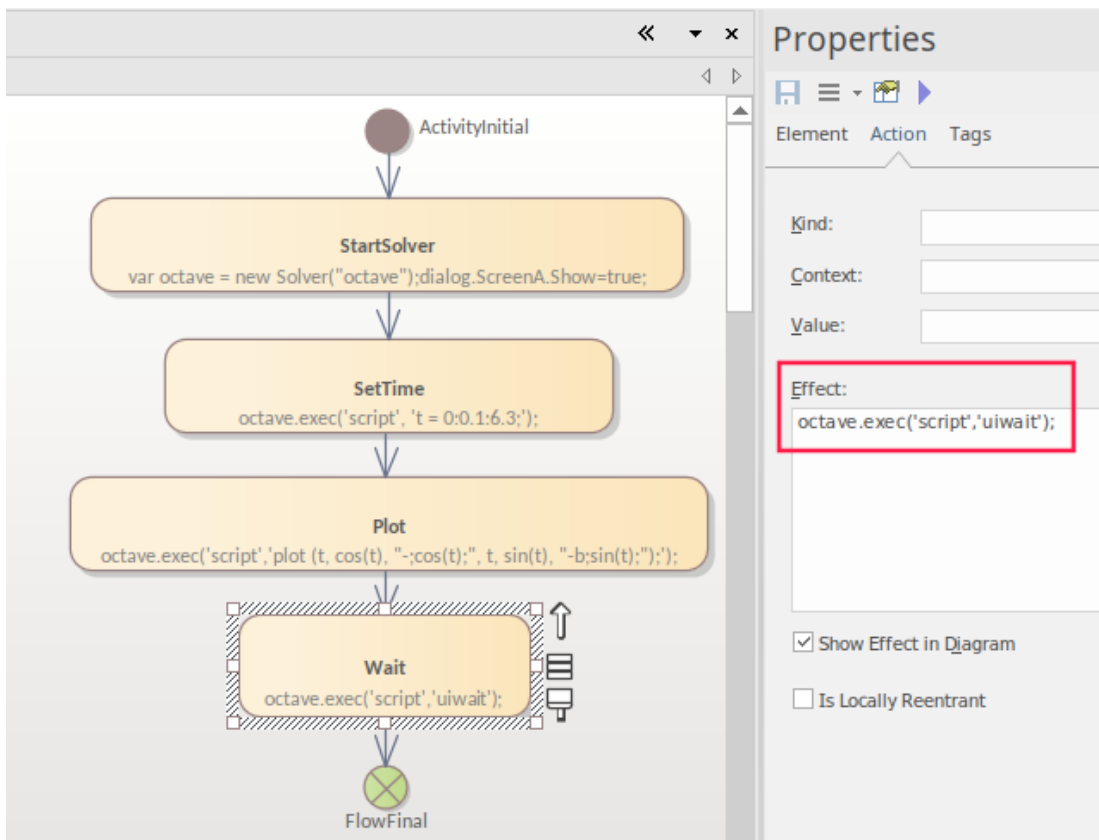 ActivityInitial
StartSolver
var octave = new Solver("octave");dialog.ScreenA.Show=true;
SetTime
octave.exec('script', 't = 0:0.1:6.3;');
Plot
octave.exec('script','plot (t, cos(t), "-;cos(t);", t, sin(t), "-b;sin(t);");');
Wait
octave.exec('script','uiwait');
FlowFinal
Properties
Element Action Tags
Kind:
Context:
Value:
Effect:
octave.exec('script','uiwait');
Show Effect in Diagram
Is Locally Reentrant